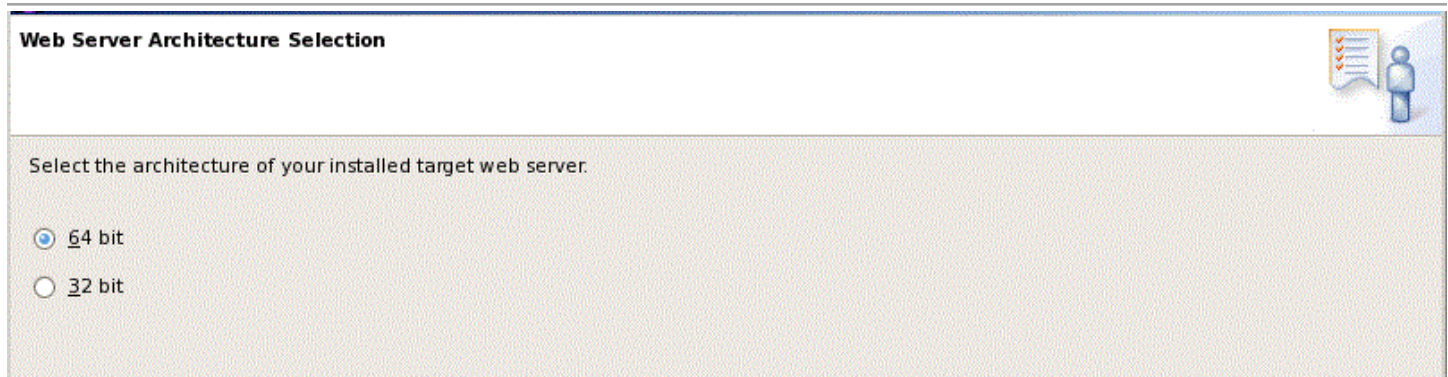 Web Server Architecture Selection
Select the architecture of your installed target web server.
64 bit
32 bit